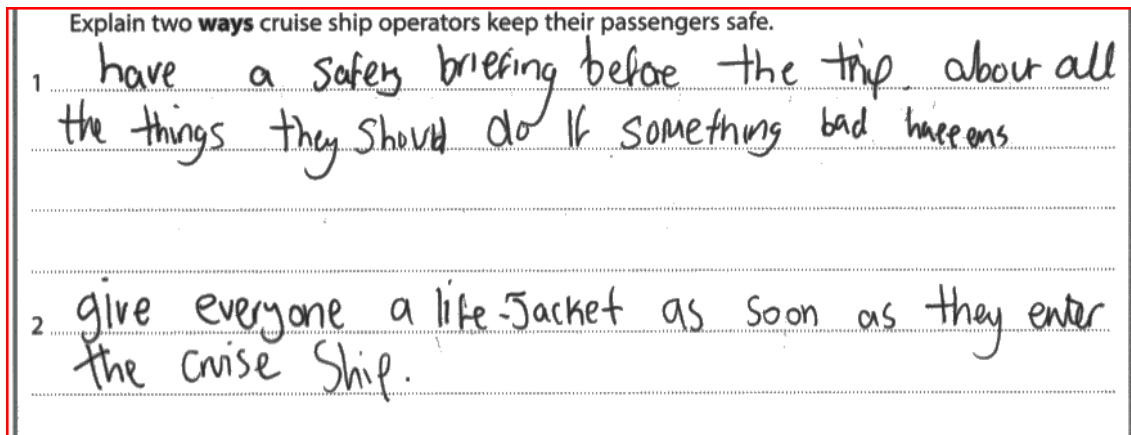 Explain two ways cruise ship operators keep their passengers safe.
1 have a safety briefing before the trip about all
the things they should do if something bad happens
2 give everyone a life-Jacket as soon as they enter
the cruise Ship.